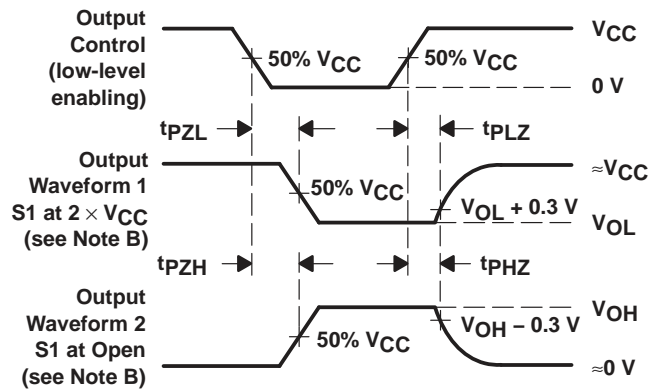 Output
Control
(low-level
enabling)
50% VCC
50% VCC
VCC
0 V
tPZL
tPLZ
Output
Waveform 1
S1 at 2 × VCC
(see Note B)
50% VCC
≈VCC
VOL + 0.3 V
VOL
tPZH
tPHZ
Output
Waveform 2
S1 at Open
(see Note B)
50% VCC
VOH
VOH − 0.3 V
≈0 V